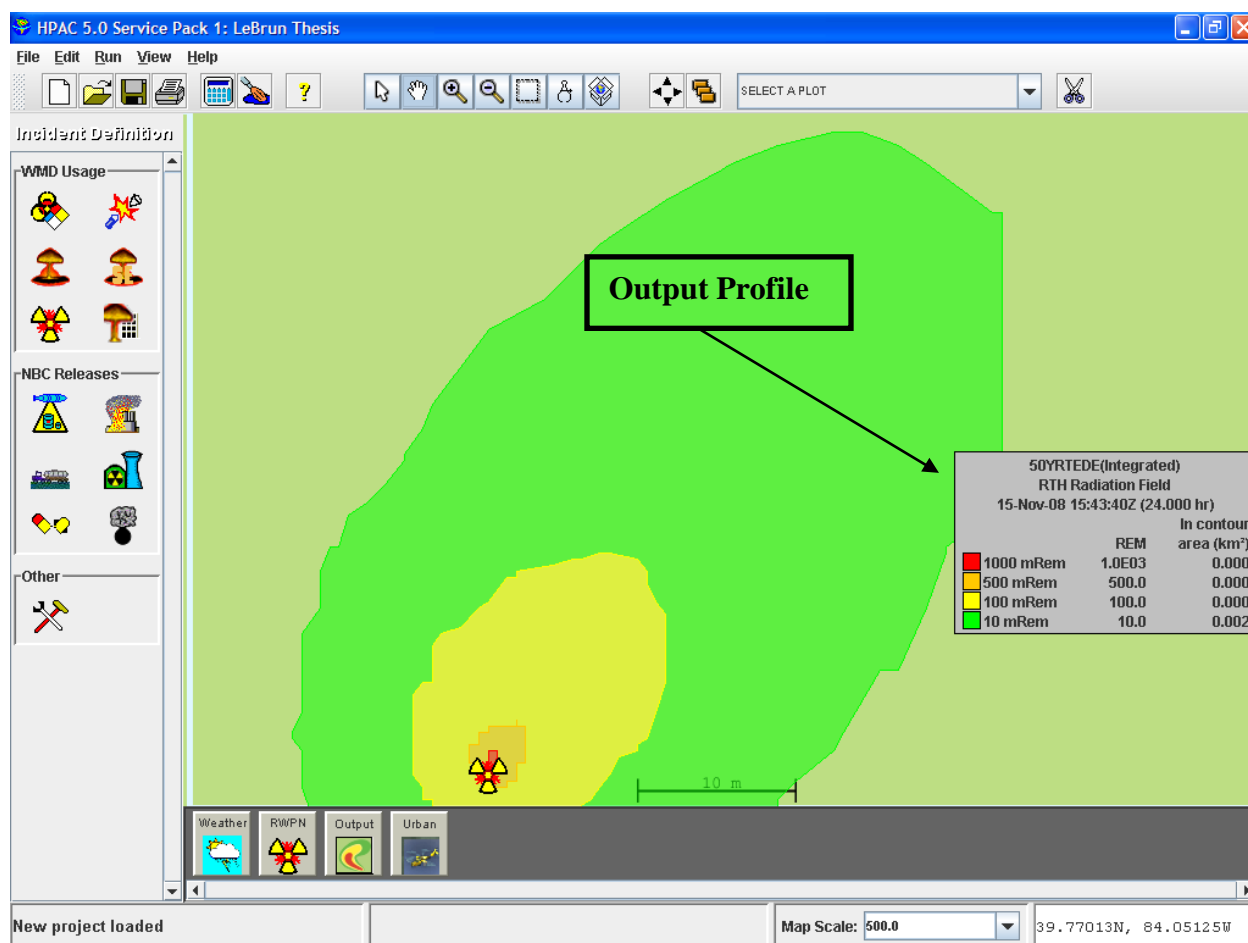 HPAC 5.0 Service Pack 1: LeBrun Thesis
File Edit Run View Help
SELECT A PLOT
Incident Definition
WMD Usage
NBC Releases
Other
Output Profile
50YRTEDE(Integrated)
RTH Radiation Field
15-Nov-08 15:43:40Z (24.000 hr)
In contour
REM area (km²)
1000 mRem 1.0E03 0.000
500 mRem 500.0 0.000
100 mRem 100.0 0.000
10 mRem 10.0 0.002
10 m
Weather RWPN Output Urban
New project loaded
Map Scale: 500.0
39.77013N, 84.05125W